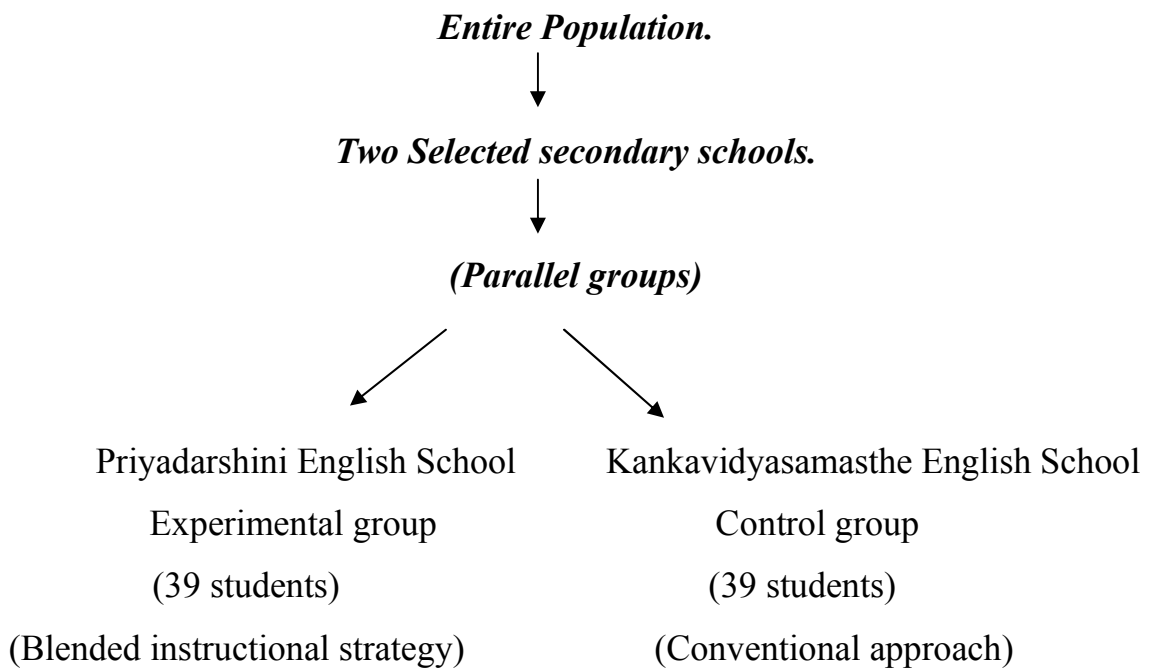 Entire Population.
Two Selected secondary schools.
(Parallel groups)
Priyadarshini English School
Experimental group
(39 students)
(Blended instructional strategy)
Kankavidyasamasthe English School
Control group
(39 students)
(Conventional approach)